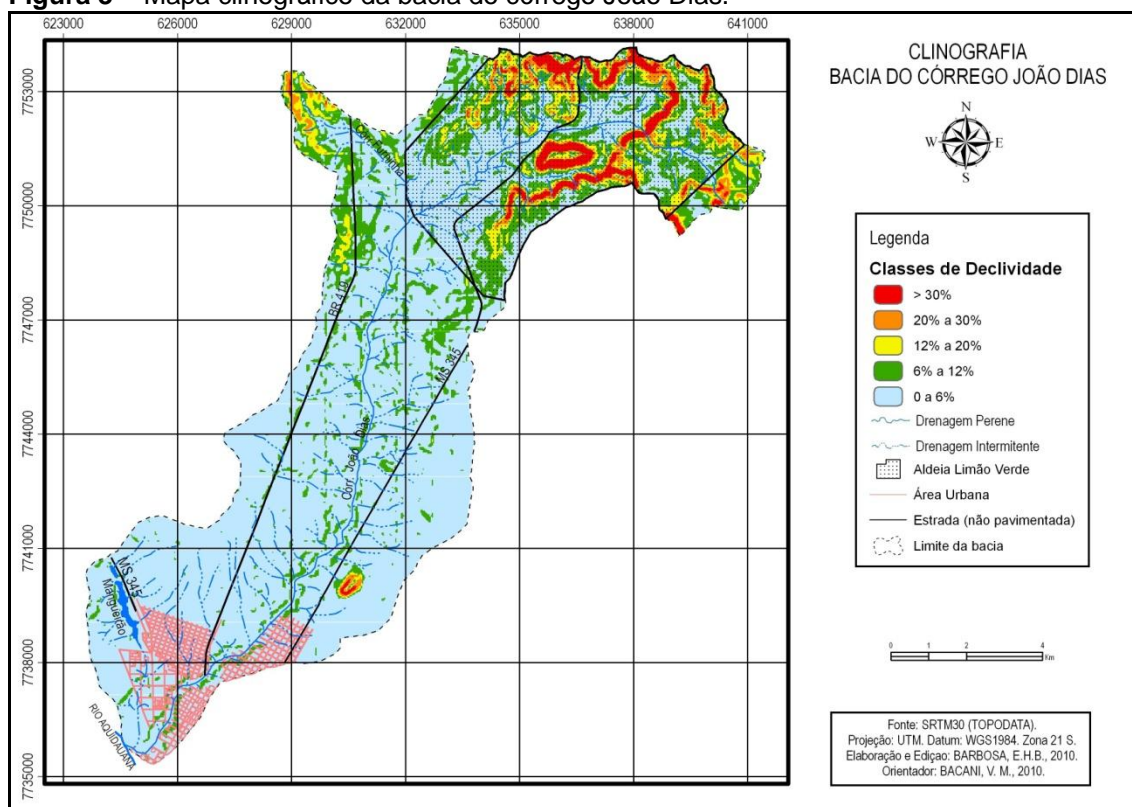 Figura 3 – Mapa clinográfico da bacia do córrego João Dias.
623000 626000 629000 632000 635000 638000 641000
7753000
7750000
7747000
7744000
7741000
7738000
7735000
BR 419
MS 345
Córr. João Dias
MS 345
Mangueirão
RIO AQUIDAUANA
CLINOGRAFIA
BACIA DO CÓRREGO JOÃO DIAS
N
W E
S
Legenda
Classes de Declividade
> 30%
20% a 30%
12% a 20%
6% a 12%
0 a 6%
Drenagem Perene
Drenagem Intermitente
Aldeia Limão Verde
Área Urbana
Estrada (não pavimentada)
Limite da bacia
0 1 2 4
Km
Fonte: SRTM30 (TOPODATA).
Projeção: UTM. Datum: WGS1984. Zona 21 S.
Elaboração e Ediçao: BARBOSA, E.H.B., 2010.
Orientador: BACANI, V. M., 2010.